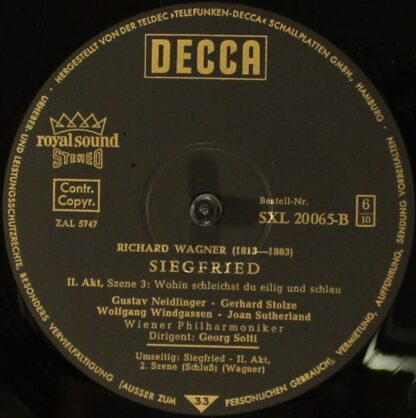 HERGESTELLT VON DER TELDEC ›TELEFUNKEN-DECCA‹ SCHALLPLATTEN GMBH., HAMBURG ·
URHEBER- UND LEISTUNGSSCHUTZRECHTE, BESONDERS VERVIELFÄLTIGUNG (AUSSER ZUM PERSÖNLICHEN GEBRAUCH), VERMIETUNG, AUFFÜHRUNG, SENDUNG VORBEHALTEN
DECCA
royal sound
STEREO
Contr.
Copyr.
ZAL 5747
Bestell-Nr.
SXL 20065-B
6
10
RICHARD WAGNER (1813—1883)
SIEGFRIED
II. Akt, Szene 3: Wohin schleichst du eilig und schlau
Gustav Neidlinger - Gerhard Stolze
Wolfgang Windgassen - Joan Sutherland
Wiener Philharmoniker
Dirigent: Georg Solti
Umseitig: Siegfried - II. Akt,
2. Szene (Schluß) (Wagner)
33